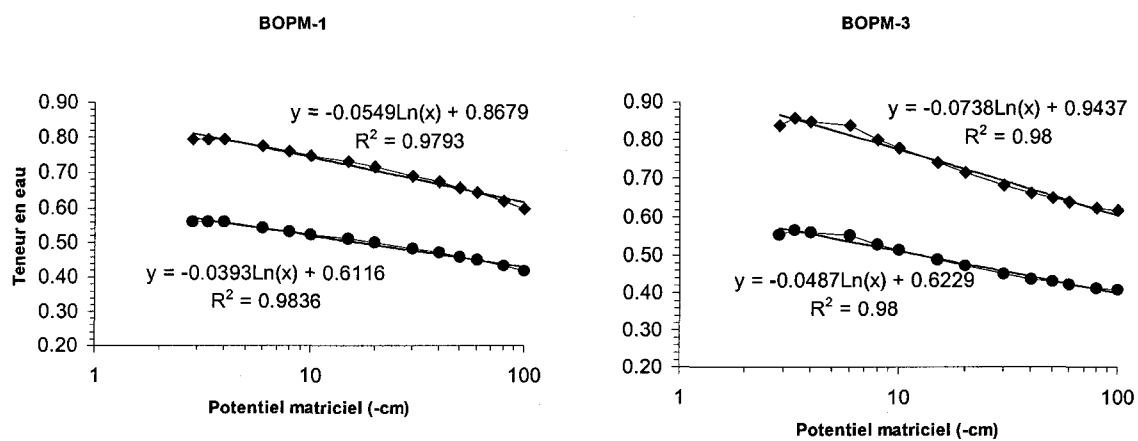 BOPM-1
y = -0.0549Ln(x) + 0.8679
R² = 0.9793
y = -0.0393Ln(x) + 0.6116
R² = 0.9836
Teneur en eau
0.90
0.80
0.70
0.60
0.50
0.40
0.30
0.20
1
10
100
Potentiel matriciel (-cm)
BOPM-3
y = -0.0738Ln(x) + 0.9437
R² = 0.98
y = -0.0487Ln(x) + 0.6229
R² = 0.98
0.90
0.80
0.70
0.60
0.50
0.40
0.30
0.20
1
10
100
Potentiel matriciel (-cm)